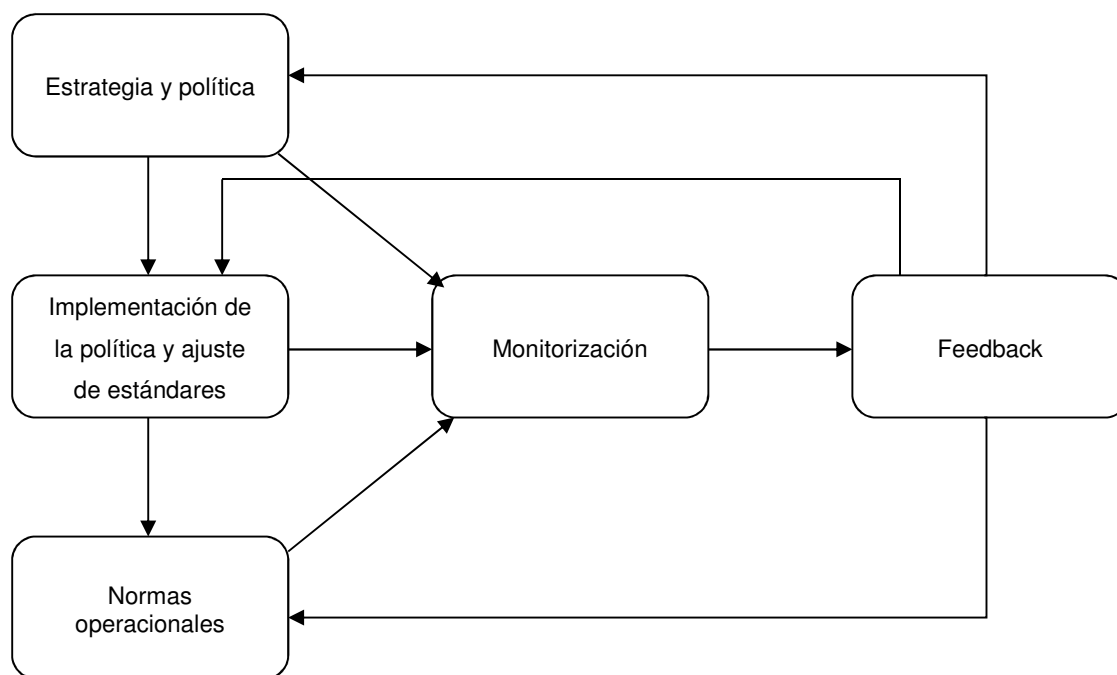 Estrategia y política
Implementación de
la política y ajuste
de estándares
Monitorización
Feedback
Normas
operacionales